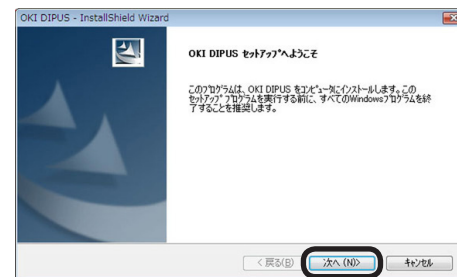 OKI DIPUS - InstallShield Wizard
OKI DIPUS ｾｯﾄｱｯﾌﾟへようこそ
このﾌﾟﾛｸﾞﾗﾑは、OKI DIPUS をｺﾝﾋﾟｭｰﾀにｲﾝｽﾄｰﾙします。この
ｾｯﾄｱｯﾌﾟ ﾌﾟﾛｸﾞﾗﾑを実行する前に、すべてのWindowsﾌﾟﾛｸﾞﾗﾑを終
了することを推奨します。
< 戻る(B) 次へ (N)> ｷｬﾝｾﾙ